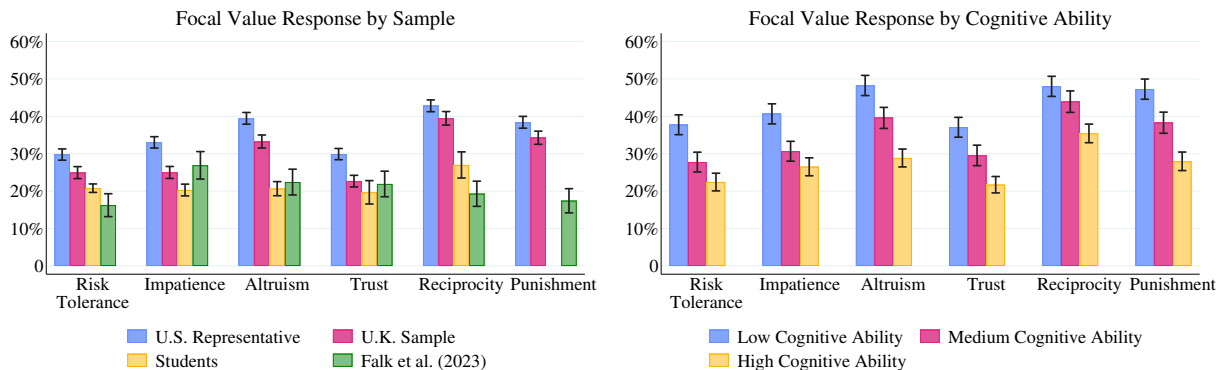 Focal Value Response by Sample
60%
50%
40%
30%
20%
10%
0
Risk
Tolerance
Impatience
Altruism
Trust
Reciprocity
Punishment
U.S. Representative
U.K. Sample
Students
Falk et al. (2023)
Focal Value Response by Cognitive Ability
60%
50%
40%
30%
20%
10%
0
Risk
Tolerance
Impatience
Altruism
Trust
Reciprocity
Punishment
Low Cognitive Ability
Medium Cognitive Ability
High Cognitive Ability